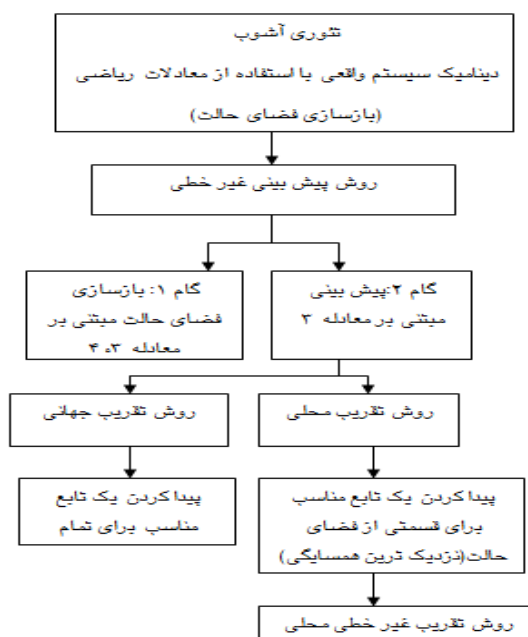 تئوری آشوب
دینامیک سیستم واقعی با استفاده از معادلات ریاضی
(بازسازی فضای حالت)
روش پیش بینی غیر خطی
گام ۱: بازسازی
فضای حالت مبتنی بر
معادله ۳و۴
گام ۲:پیش بینی
مبتنی بر معادله ۳
روش تقریب جهانی
روش تقریب محلی
پیدا کردن یک تابع
مناسب برای تمام
پیدا کردن یک تابع مناسب
برای قسمتی از فضای
حالت(نزدیک ترین همسایگی)
روش تقریب غیر خطی محلی